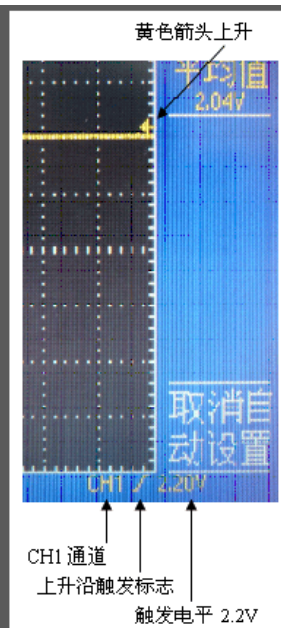 黄色箭头上升
平均值
2.04V
取消自
动设置
CH1 2.20V
CH1 通道
上升沿触发标志
触发电平 2.2V